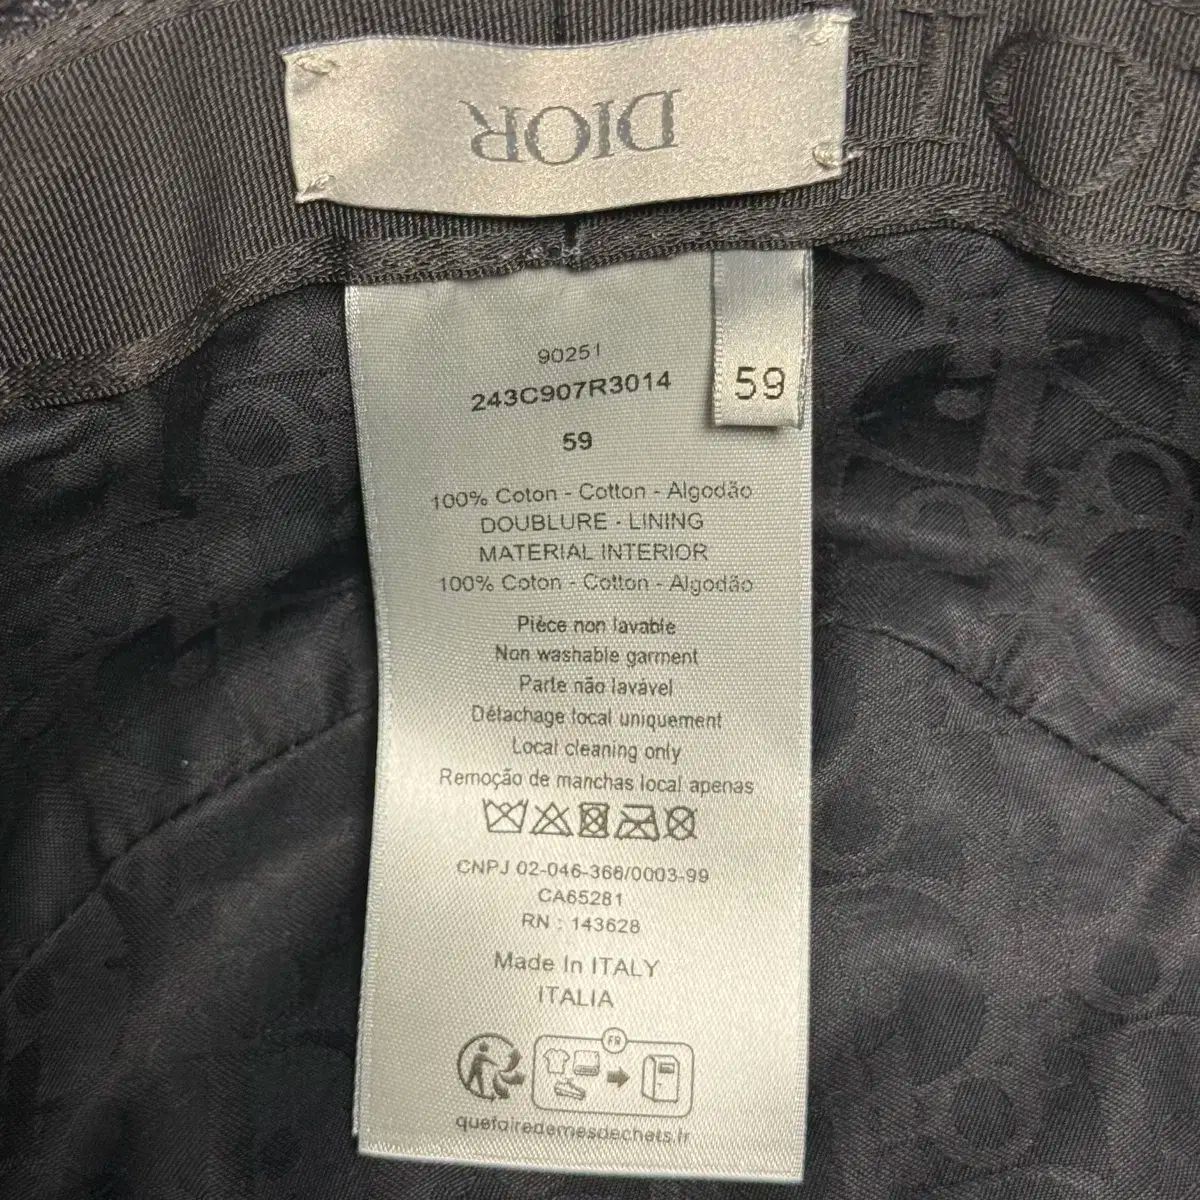 DIOR
90251
243C907R3014
59
59
100% Coton - Cotton - Algodão
DOUBLURE - LINING
MATERIAL INTERIOR
100% Coton - Cotton - Algodão
Pièce non lavable
Non washable garment
Parte não lavável
Détachage local uniquement
Local cleaning only
Remoção de manchas local apenas
CNPJ 02-046-366/0003-99
CA65281
RN : 143628
Made In ITALY
ITALIA
FR
quefairedemesdechets.fr